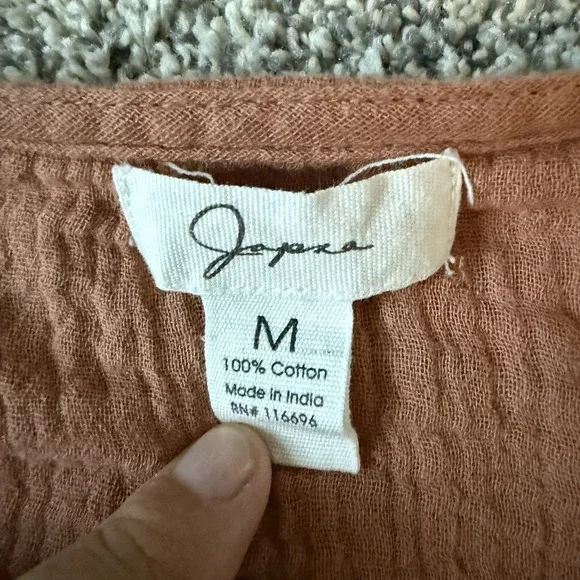 Japna
M
100% Cotton
Made in India
RN# 116696